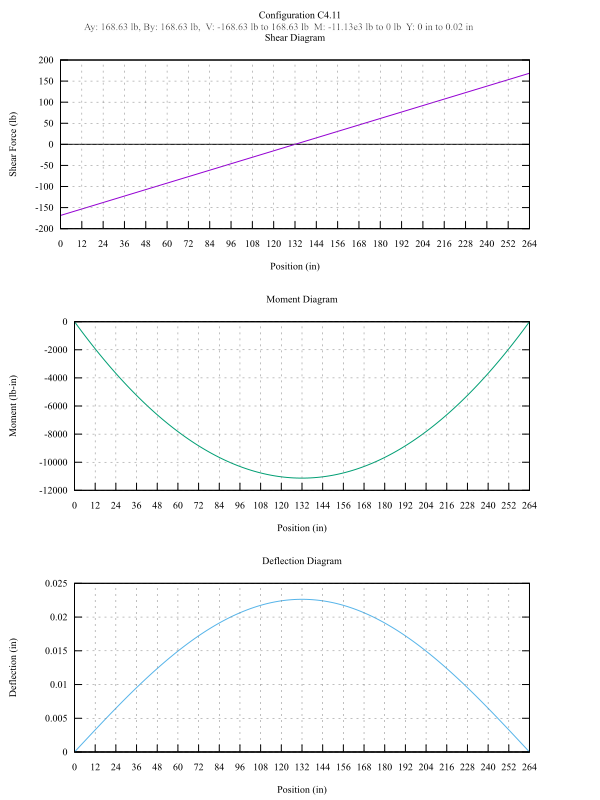 Configuration C4.11
Ay: 168.63 lb, By: 168.63 lb, V: -168.63 lb to 168.63 lb M: -11.13e3 lb to 0 lb Y: 0 in to 0.02 in
Shear Diagram
200
150
100
50
0
-50
-100
-150
-200
Shear Force (lb)
0 12 24 36 48 60 72 84 96 108 120 132 144 156 168 180 192 204 216 228 240 252 264
Position (in)
Moment Diagram
0
-2000
-4000
-6000
-8000
-10000
-12000
Moment (lb-in)
0 12 24 36 48 60 72 84 96 108 120 132 144 156 168 180 192 204 216 228 240 252 264
Position (in)
Deflection Diagram
0.025
0.02
0.015
0.01
0.005
0
Deflection (in)
0 12 24 36 48 60 72 84 96 108 120 132 144 156 168 180 192 204 216 228 240 252 264
Position (in)